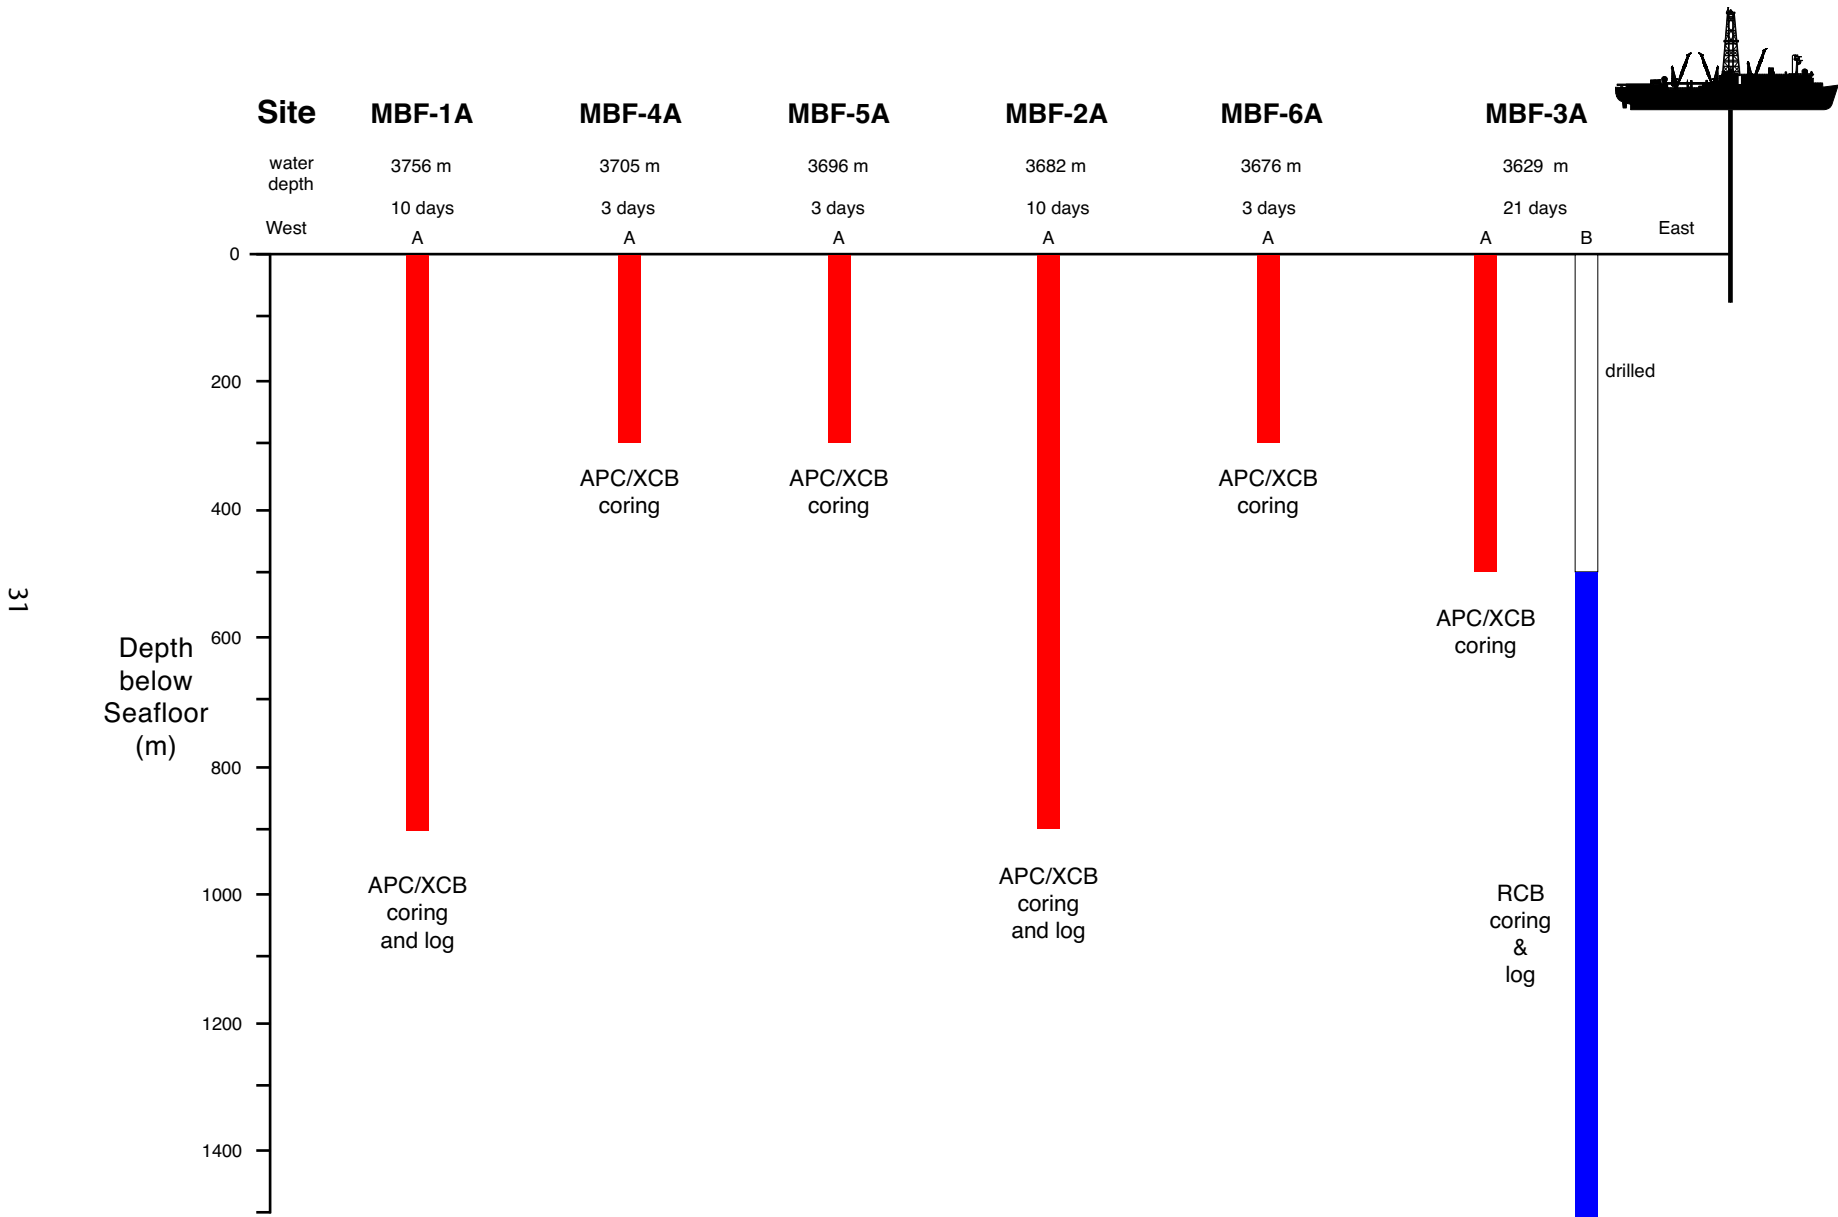 Site MBF-1A MBF-4A MBF-5A MBF-2A MBF-6A MBF-3A
water
depth
3756 m 3705 m 3696 m 3682 m 3676 m 3629 m
10 days 3 days 3 days 10 days 3 days 21 days
West East
A A A A A A B
0
200
400
600
800
1000
1200
1400
Depth
below
Seafloor
(m)
APC/XCB
coring
and log
APC/XCB
coring
APC/XCB
coring
APC/XCB
coring
and log
APC/XCB
coring
APC/XCB
coring
drilled
RCB
coring
&
log
31